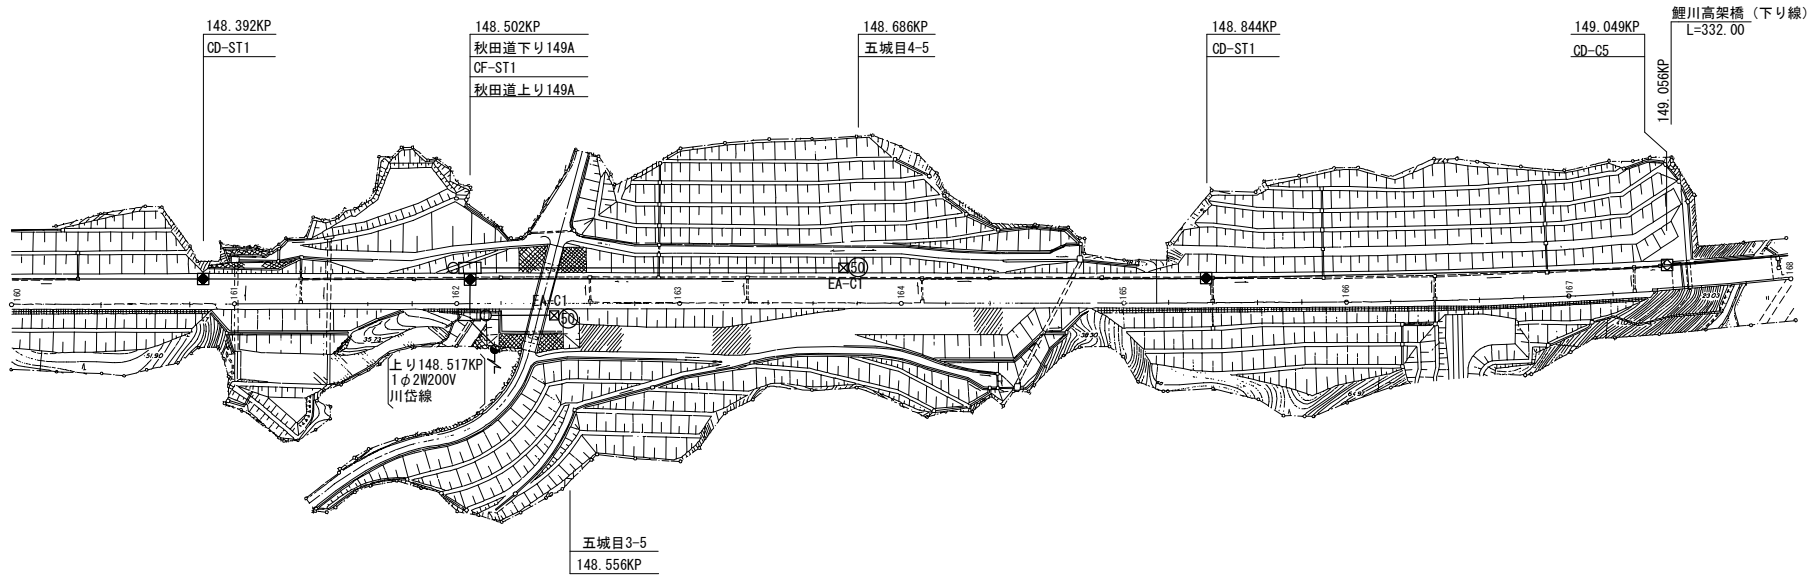 148.392KP
CD-ST1
148.502KP
秋田道下り149A
CF-ST1
秋田道上り149A
148.686KP
五城目4-5
148.844KP
CD-ST1
149.049KP
CD-C5
149.056KP
鯉川高架橋 (下り線)
L=332.00
50
EA-C1
EA-C1
50
160
161
162
163
164
165
166
167
168
35.73
51.90
上り148.517KP
1φ2W200V
川岱線
五城目3-5
148.556KP